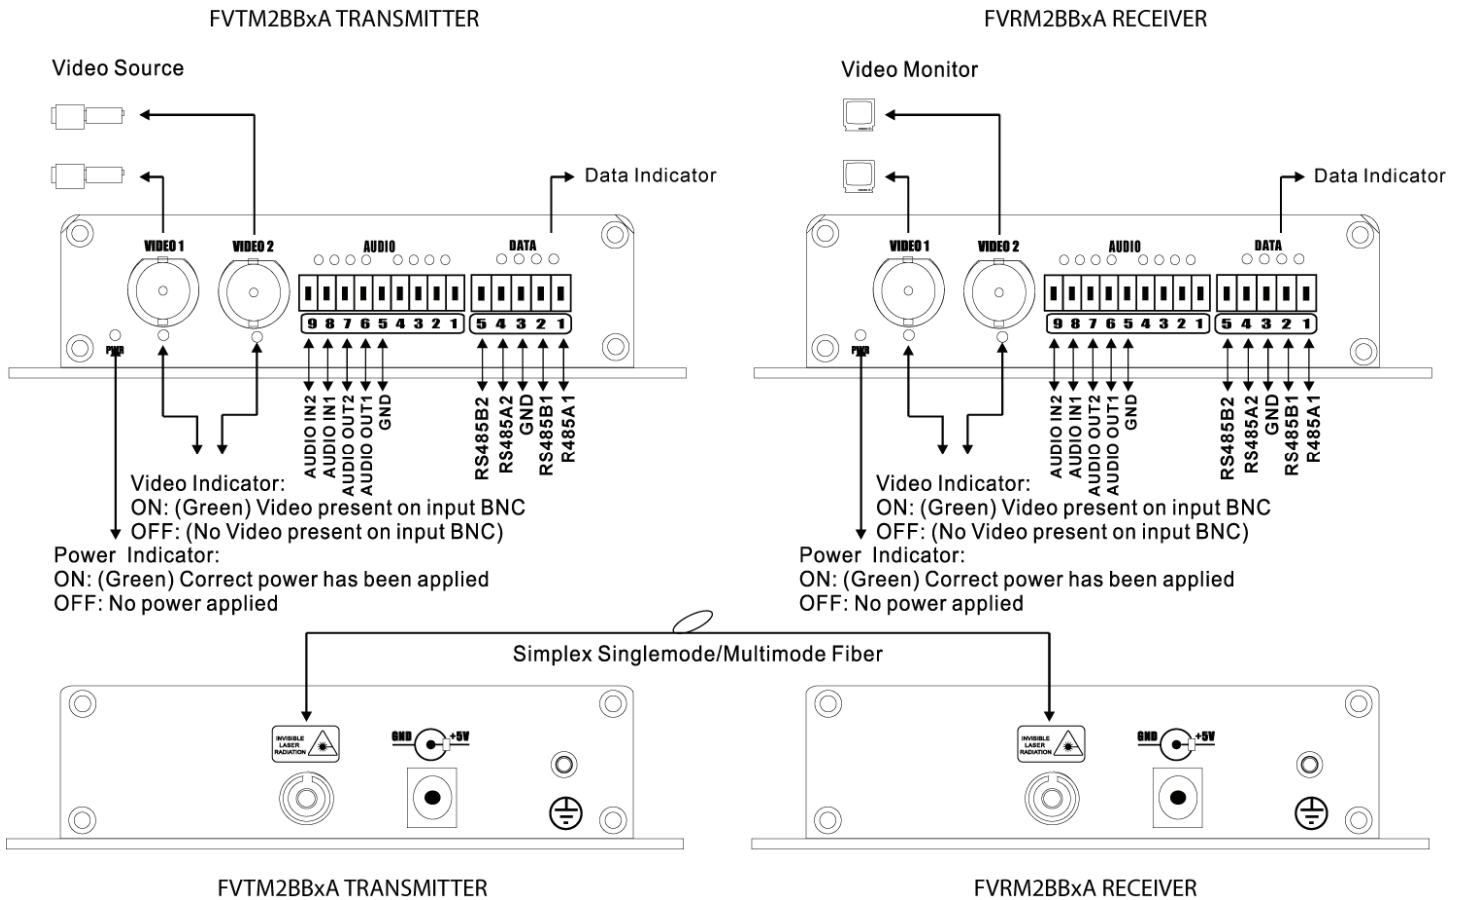 FVTM2BBxA TRANSMITTER
Video Source
Data Indicator
VIDEO 1
VIDEO 2
AUDIO
DATA
9 8 7 6 5 4 3 2 1
5 4 3 2 1
PWR
AUDIO IN2
AUDIO IN1
AUDIO OUT2
AUDIO OUT1
GND
RS485B2
RS485A2
GND
RS485B1
R485A1
Video Indicator:
ON: (Green) Video present on input BNC
OFF: (No Video present on input BNC)
Power Indicator:
ON: (Green) Correct power has been applied
OFF: No power applied
FVRM2BBxA RECEIVER
Video Monitor
Data Indicator
VIDEO 1
VIDEO 2
AUDIO
DATA
9 8 7 6 5 4 3 2 1
5 4 3 2 1
PWR
AUDIO IN2
AUDIO IN1
AUDIO OUT2
AUDIO OUT1
GND
RS485B2
RS485A2
GND
RS485B1
R485A1
Video Indicator:
ON: (Green) Video present on input BNC
OFF: (No Video present on input BNC)
Power Indicator:
ON: (Green) Correct power has been applied
OFF: No power applied
Simplex Singlemode/Multimode Fiber
INVISIBLE
LASER
RADIATION
GND +5V
INVISIBLE
LASER
RADIATION
GND +5V
FVTM2BBxA TRANSMITTER
FVRM2BBxA RECEIVER